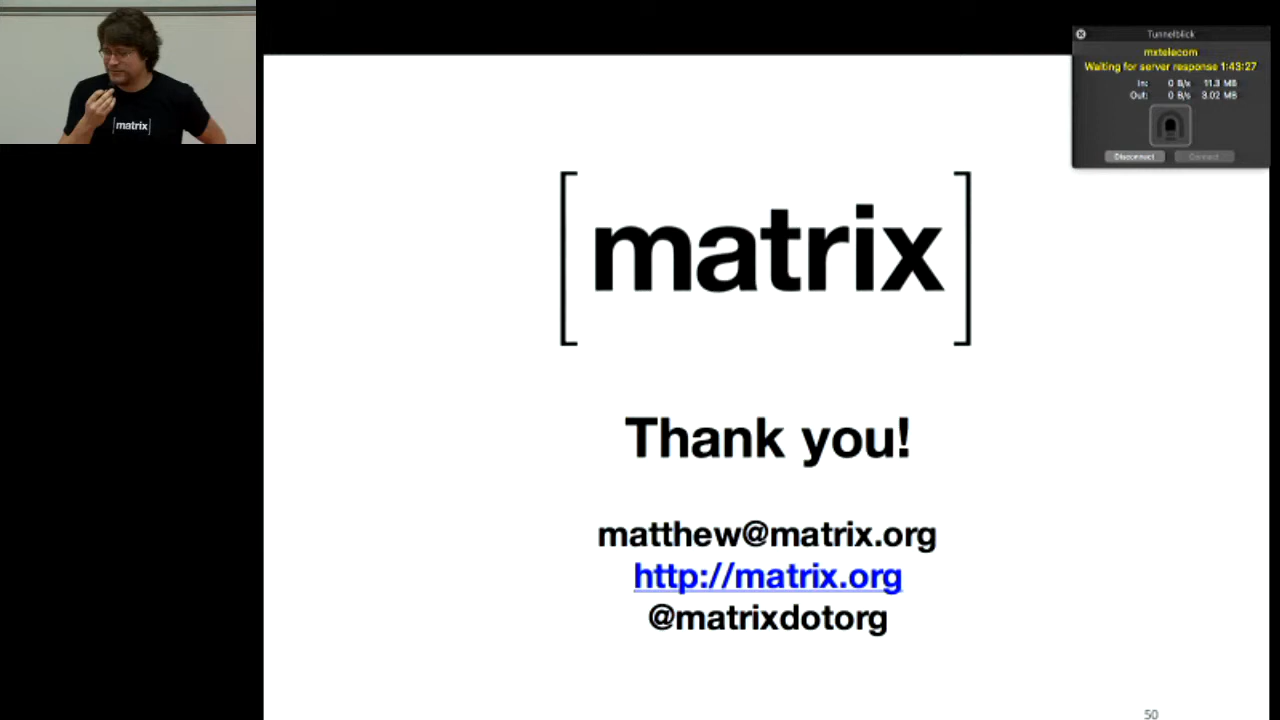 [matrix]
Tunnelblick
mxtelecom
Waiting for server response 1:43:27
In: 0 B/s 11.3 MB
Out: 0 B/s 3.02 MB
Disconnect Connect
[matrix]
Thank you!
matthew@matrix.org
http://matrix.org
@matrixdotorg
50